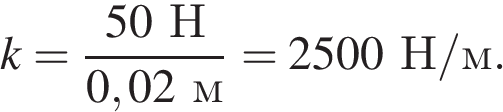 k = 50 Н / 0,02 м = 2500 Н/м.